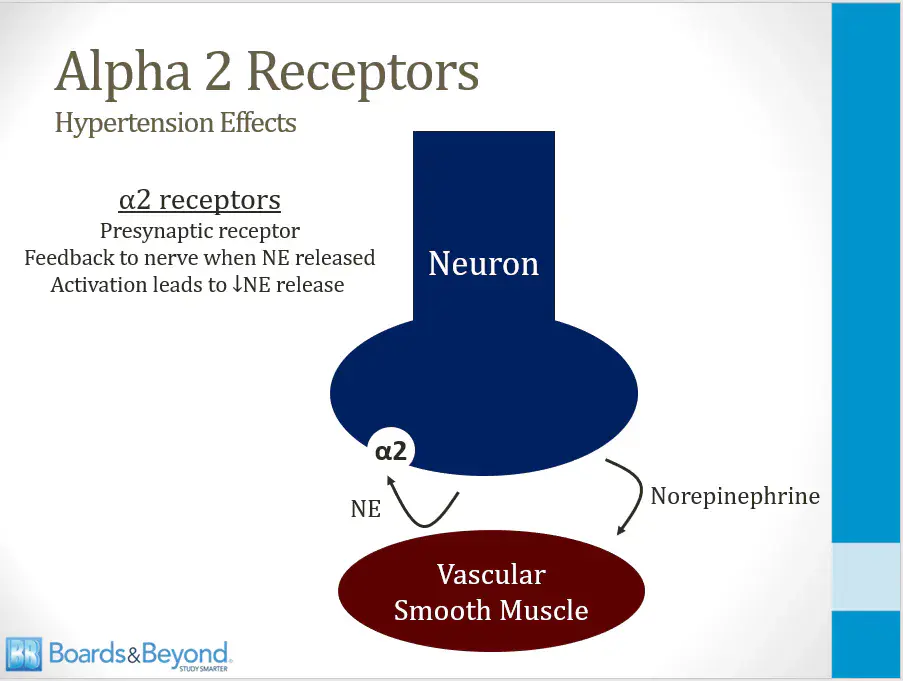 Alpha 2 Receptors
Hypertension Effects
α2 receptors
Presynaptic receptor
Feedback to nerve when NE released
Activation leads to ↓NE release
Neuron
α2
NE
Norepinephrine
Vascular
Smooth Muscle
BB
Boards&Beyond
STUDY SMARTER